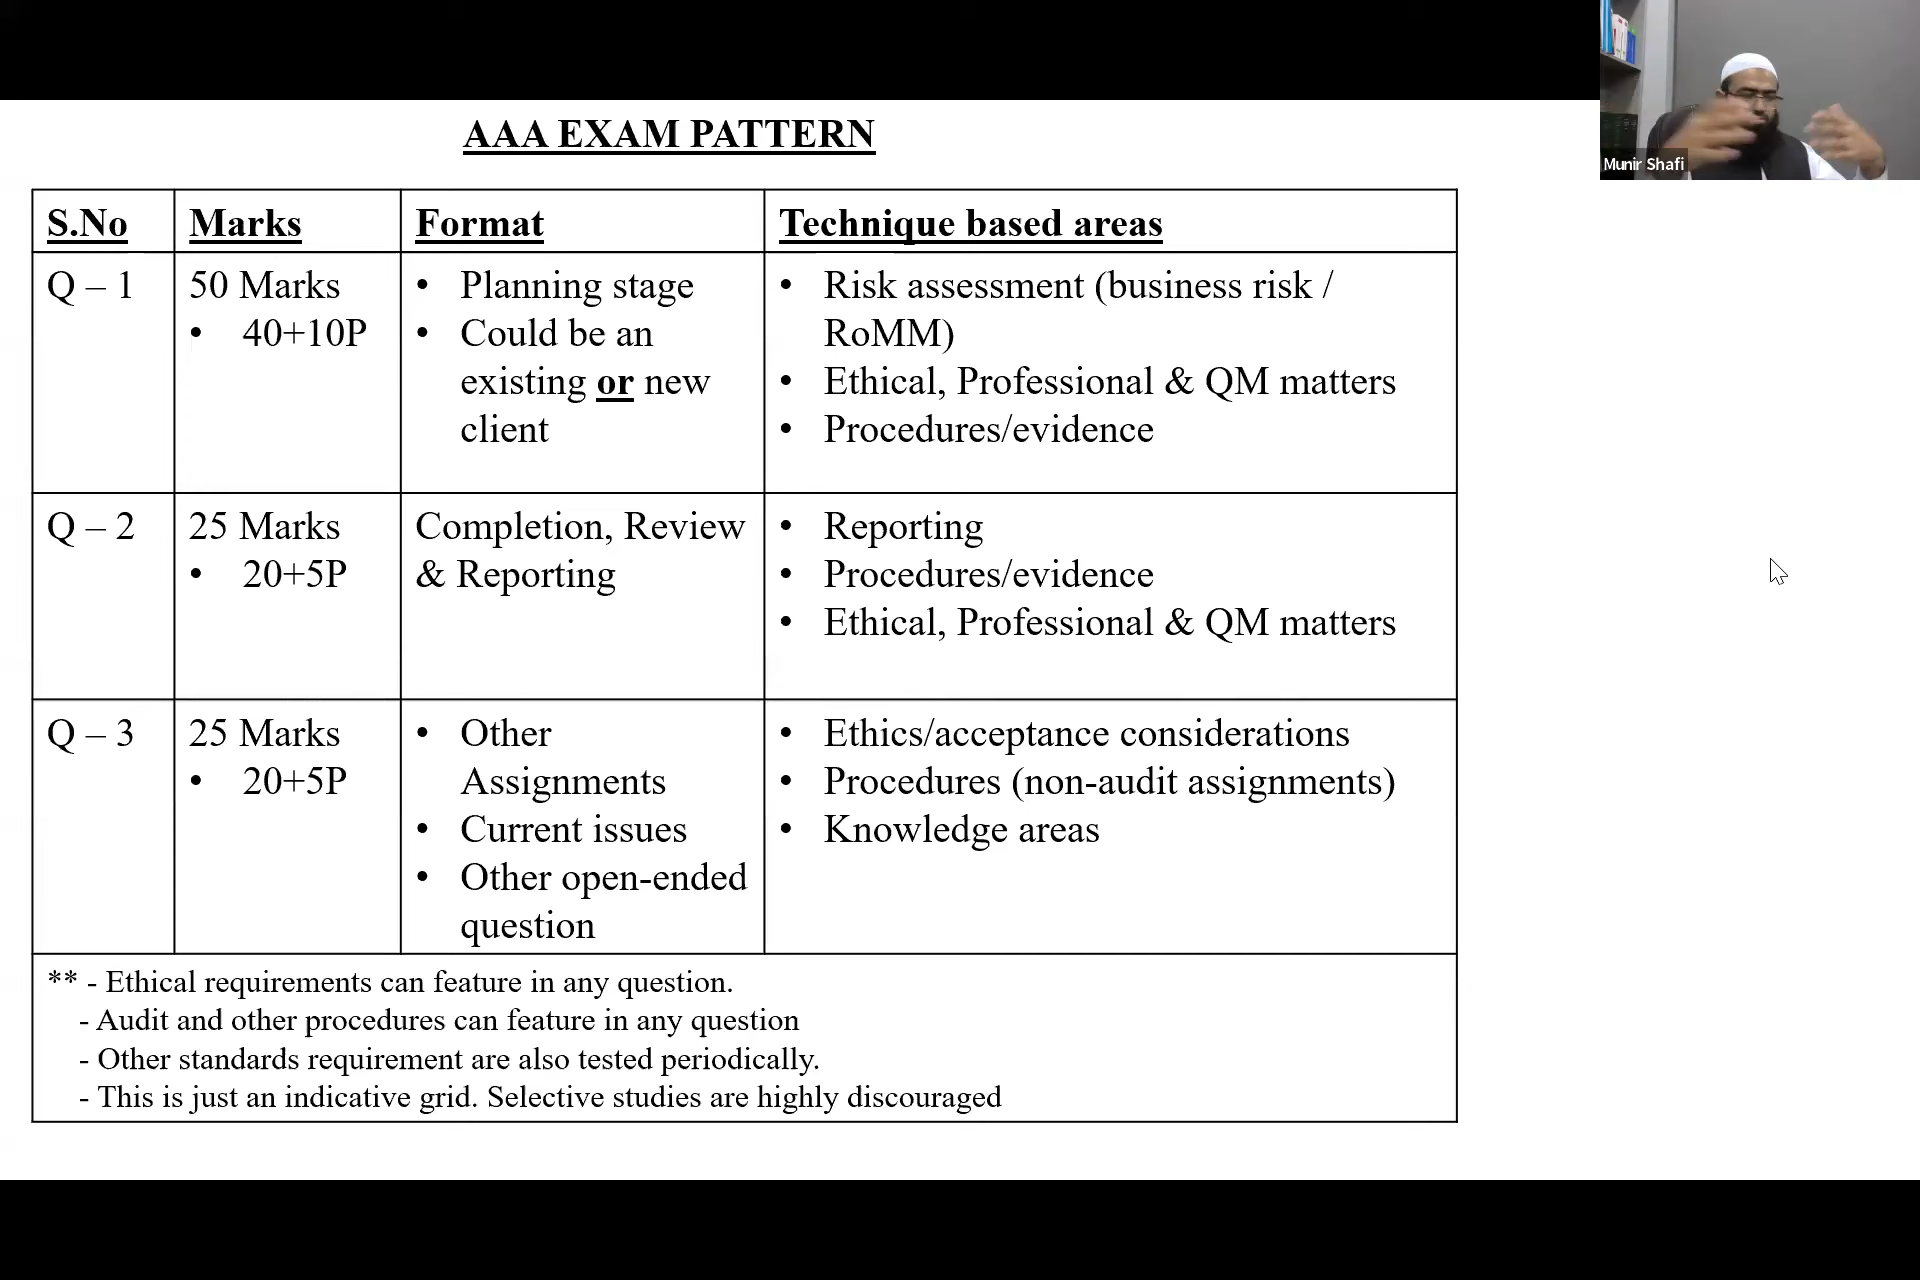 AAA EXAM PATTERN
Munir Shafi
S.No Marks Format Technique based areas
Q – 1
50 Marks
• 40+10P
• Planning stage
• Could be an
existing or new
client
• Risk assessment (business risk /
RoMM)
• Ethical, Professional & QM matters
• Procedures/evidence
Q – 2
25 Marks
• 20+5P
Completion, Review
& Reporting
• Reporting
• Procedures/evidence
• Ethical, Professional & QM matters
Q – 3
25 Marks
• 20+5P
• Other
Assignments
• Current issues
• Other open-ended
question
• Ethics/acceptance considerations
• Procedures (non-audit assignments)
• Knowledge areas
** - Ethical requirements can feature in any question.
- Audit and other procedures can feature in any question
- Other standards requirement are also tested periodically.
- This is just an indicative grid. Selective studies are highly discouraged